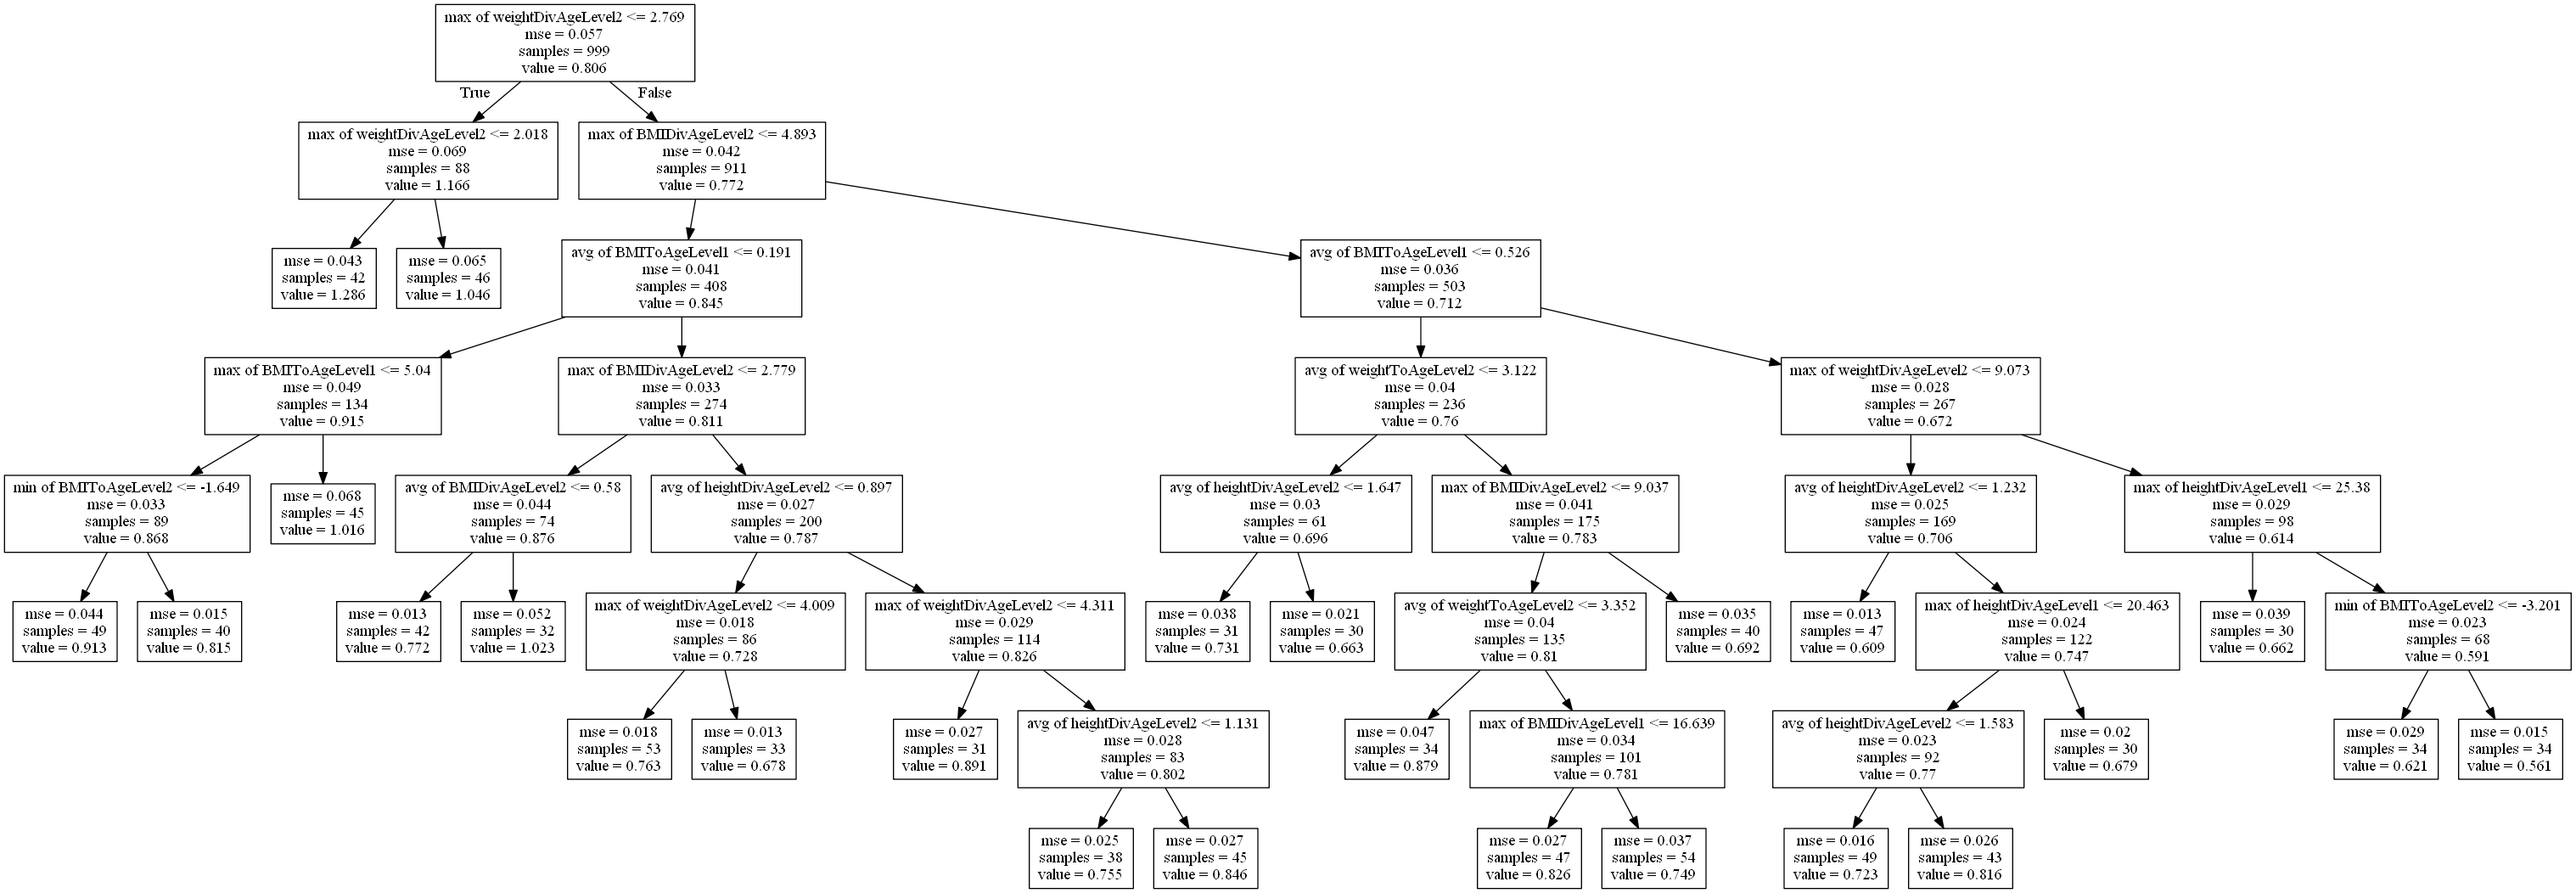 max of weightDivAgeLevel2 <= 2.769
mse = 0.057
samples = 999
value = 0.806
True
False
max of weightDivAgeLevel2 <= 2.018
mse = 0.069
samples = 88
value = 1.166
max of BMIDivAgeLevel2 <= 4.893
mse = 0.042
samples = 911
value = 0.772
mse = 0.043
samples = 42
value = 1.286
mse = 0.065
samples = 46
value = 1.046
avg of BMIToAgeLevel1 <= 0.191
mse = 0.041
samples = 408
value = 0.845
avg of BMIToAgeLevel1 <= 0.526
mse = 0.036
samples = 503
value = 0.712
max of BMIToAgeLevel1 <= 5.04
mse = 0.049
samples = 134
value = 0.915
max of BMIDivAgeLevel2 <= 2.779
mse = 0.033
samples = 274
value = 0.811
avg of weightToAgeLevel2 <= 3.122
mse = 0.04
samples = 236
value = 0.76
max of weightDivAgeLevel2 <= 9.073
mse = 0.028
samples = 267
value = 0.672
min of BMIToAgeLevel2 <= -1.649
mse = 0.033
samples = 89
value = 0.868
mse = 0.068
samples = 45
value = 1.016
avg of BMIDivAgeLevel2 <= 0.58
mse = 0.044
samples = 74
value = 0.876
avg of heightDivAgeLevel2 <= 0.897
mse = 0.027
samples = 200
value = 0.787
avg of heightDivAgeLevel2 <= 1.647
mse = 0.03
samples = 61
value = 0.696
max of BMIDivAgeLevel2 <= 9.037
mse = 0.041
samples = 175
value = 0.783
avg of heightDivAgeLevel2 <= 1.232
mse = 0.025
samples = 169
value = 0.706
max of heightDivAgeLevel1 <= 25.38
mse = 0.029
samples = 98
value = 0.614
mse = 0.044
samples = 49
value = 0.913
mse = 0.015
samples = 40
value = 0.815
mse = 0.013
samples = 42
value = 0.772
mse = 0.052
samples = 32
value = 1.023
max of weightDivAgeLevel2 <= 4.009
mse = 0.018
samples = 86
value = 0.728
max of weightDivAgeLevel2 <= 4.311
mse = 0.029
samples = 114
value = 0.826
mse = 0.038
samples = 31
value = 0.731
mse = 0.021
samples = 30
value = 0.663
avg of weightToAgeLevel2 <= 3.352
mse = 0.04
samples = 135
value = 0.81
mse = 0.035
samples = 40
value = 0.692
mse = 0.013
samples = 47
value = 0.609
max of heightDivAgeLevel1 <= 20.463
mse = 0.024
samples = 122
value = 0.747
mse = 0.039
samples = 30
value = 0.662
min of BMIToAgeLevel2 <= -3.201
mse = 0.023
samples = 68
value = 0.591
mse = 0.018
samples = 53
value = 0.763
mse = 0.013
samples = 33
value = 0.678
mse = 0.027
samples = 31
value = 0.891
avg of heightDivAgeLevel2 <= 1.131
mse = 0.028
samples = 83
value = 0.802
mse = 0.047
samples = 34
value = 0.879
max of BMIDivAgeLevel1 <= 16.639
mse = 0.034
samples = 101
value = 0.781
avg of heightDivAgeLevel2 <= 1.583
mse = 0.023
samples = 92
value = 0.77
mse = 0.02
samples = 30
value = 0.679
mse = 0.029
samples = 34
value = 0.621
mse = 0.015
samples = 34
value = 0.561
mse = 0.025
samples = 38
value = 0.755
mse = 0.027
samples = 45
value = 0.846
mse = 0.027
samples = 47
value = 0.826
mse = 0.037
samples = 54
value = 0.749
mse = 0.016
samples = 49
value = 0.723
mse = 0.026
samples = 43
value = 0.816